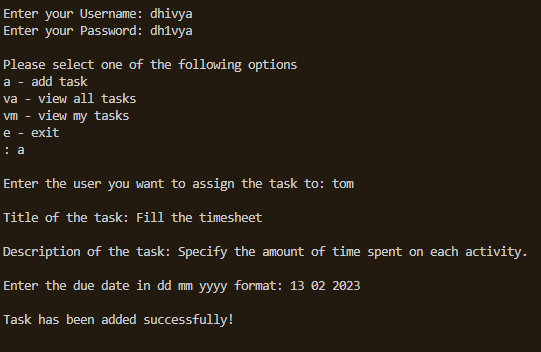 Enter your Username: dhivya
Enter your Password: dh1vya
Please select one of the following options
a - add task
va - view all tasks
vm - view my tasks
e - exit
: a
Enter the user you want to assign the task to: tom
Title of the task: Fill the timesheet
Description of the task: Specify the amount of time spent on each activity.
Enter the due date in dd mm yyyy format: 13 02 2023
Task has been added successfully!